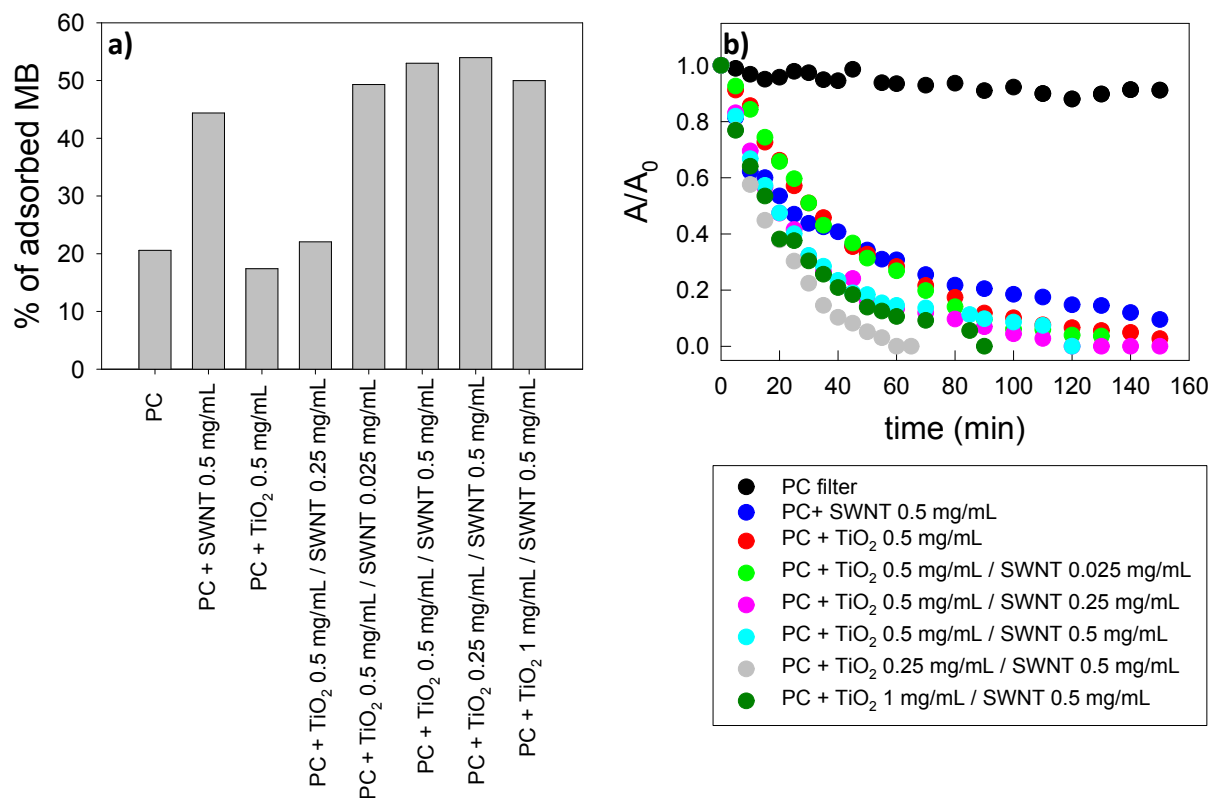 a)
% of adsorbed MB
60
50
40
30
20
10
0
PC
PC + SWNT 0.5 mg/mL
PC + TiO₂ 0.5 mg/mL
PC + TiO₂ 0.5 mg/mL / SWNT 0.25 mg/mL
PC + TiO₂ 0.5 mg/mL / SWNT 0.025 mg/mL
PC + TiO₂ 0.5 mg/mL / SWNT 0.5 mg/mL
PC + TiO₂ 0.25 mg/mL / SWNT 0.5 mg/mL
PC + TiO₂ 1 mg/mL / SWNT 0.5 mg/mL
b)
A/A₀
1.0
0.8
0.6
0.4
0.2
0.0
0 20 40 60 80 100 120 140 160
time (min)
PC filter
PC+ SWNT 0.5 mg/mL
PC + TiO₂ 0.5 mg/mL
PC + TiO₂ 0.5 mg/mL / SWNT 0.025 mg/mL
PC + TiO₂ 0.5 mg/mL / SWNT 0.25 mg/mL
PC + TiO₂ 0.5 mg/mL / SWNT 0.5 mg/mL
PC + TiO₂ 0.25 mg/mL / SWNT 0.5 mg/mL
PC + TiO₂ 1 mg/mL / SWNT 0.5 mg/mL